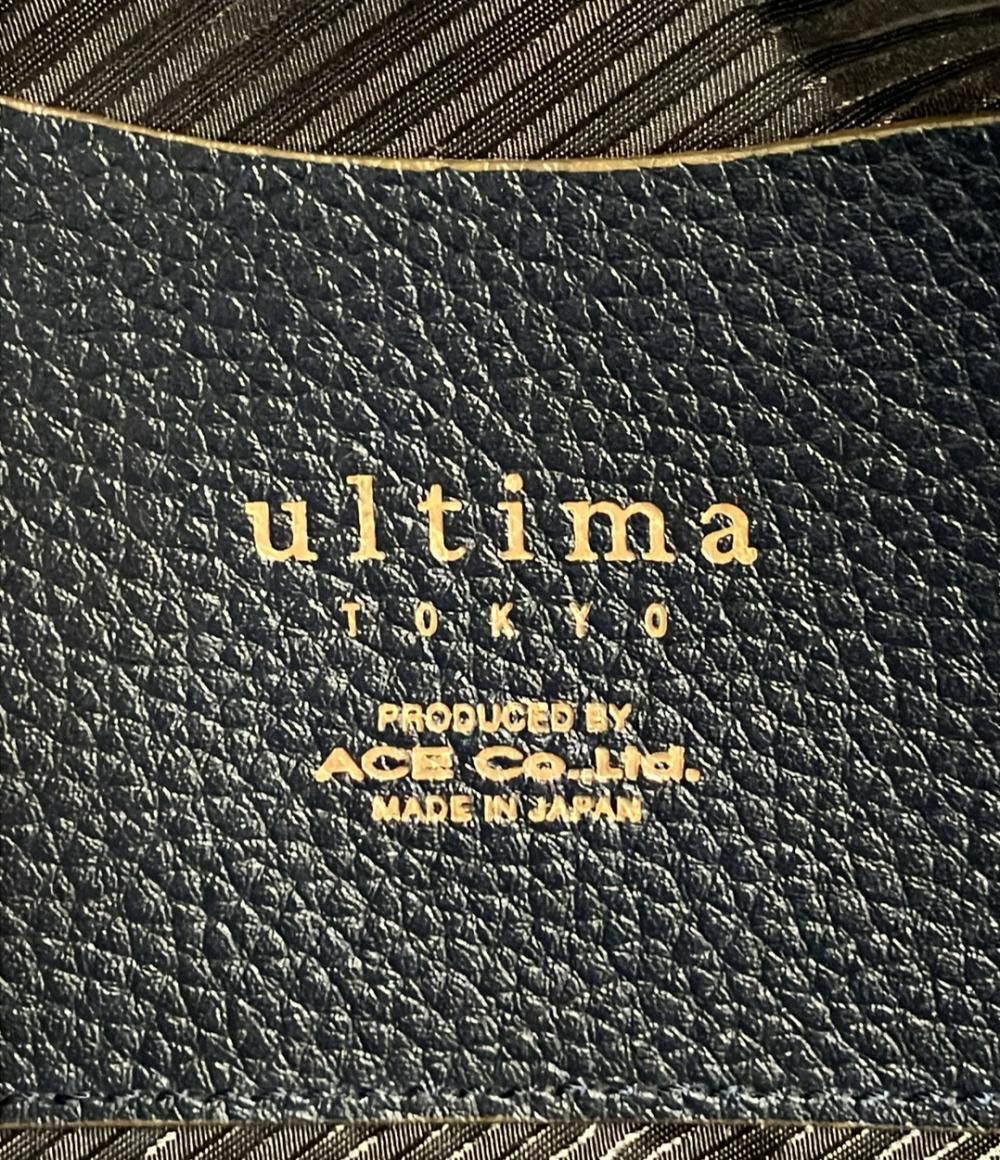 ultima
TOKYO
PRODUCED BY
ACE Co.,Ltd.
MADE IN JAPAN